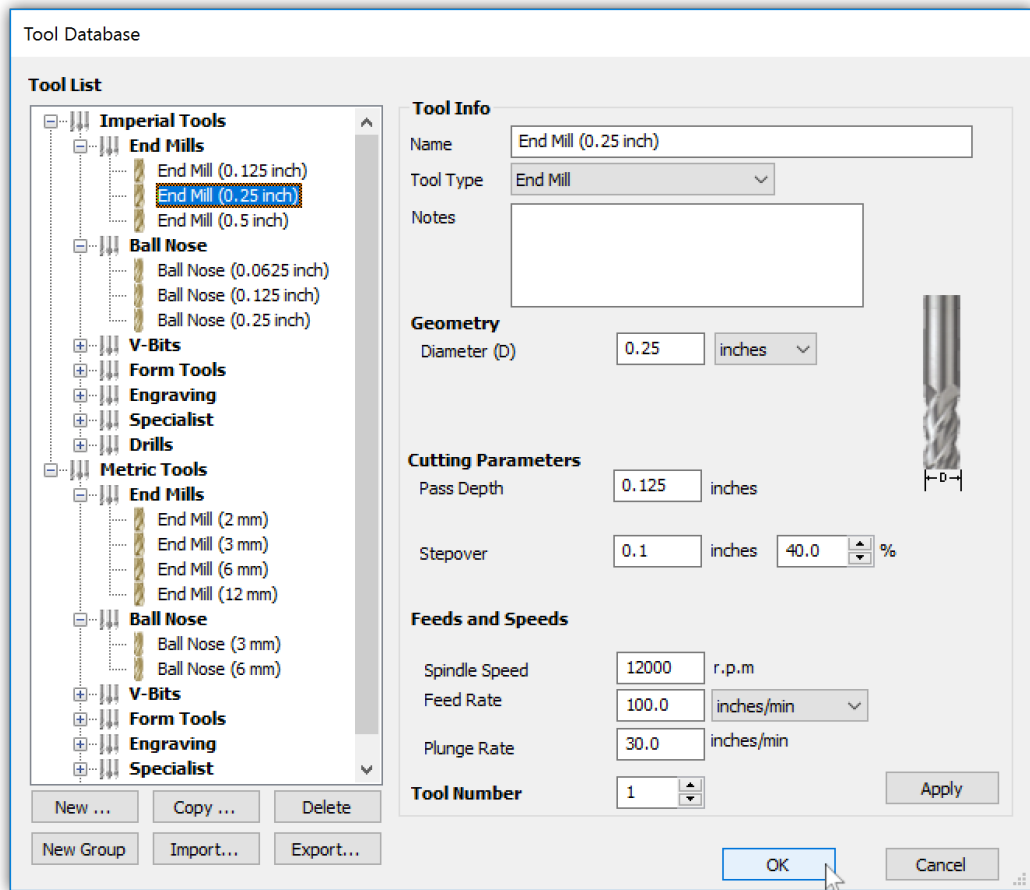 Tool Database
Tool List
Imperial Tools
End Mills
End Mill (0.125 inch)
End Mill (0.25 inch)
End Mill (0.5 inch)
Ball Nose
Ball Nose (0.0625 inch)
Ball Nose (0.125 inch)
Ball Nose (0.25 inch)
V-Bits
Form Tools
Engraving
Specialist
Drills
Metric Tools
End Mills
End Mill (2 mm)
End Mill (3 mm)
End Mill (6 mm)
End Mill (12 mm)
Ball Nose
Ball Nose (3 mm)
Ball Nose (6 mm)
V-Bits
Form Tools
Engraving
Specialist
New ... Copy ... Delete
New Group Import... Export...
Tool Info
Name End Mill (0.25 inch)
Tool Type End Mill
Notes
Geometry
Diameter (D) 0.25 inches
D
Cutting Parameters
Pass Depth 0.125 inches
Stepover 0.1 inches 40.0 %
Feeds and Speeds
Spindle Speed 12000 r.p.m
Feed Rate 100.0 inches/min
Plunge Rate 30.0 inches/min
Tool Number 1
Apply
OK Cancel